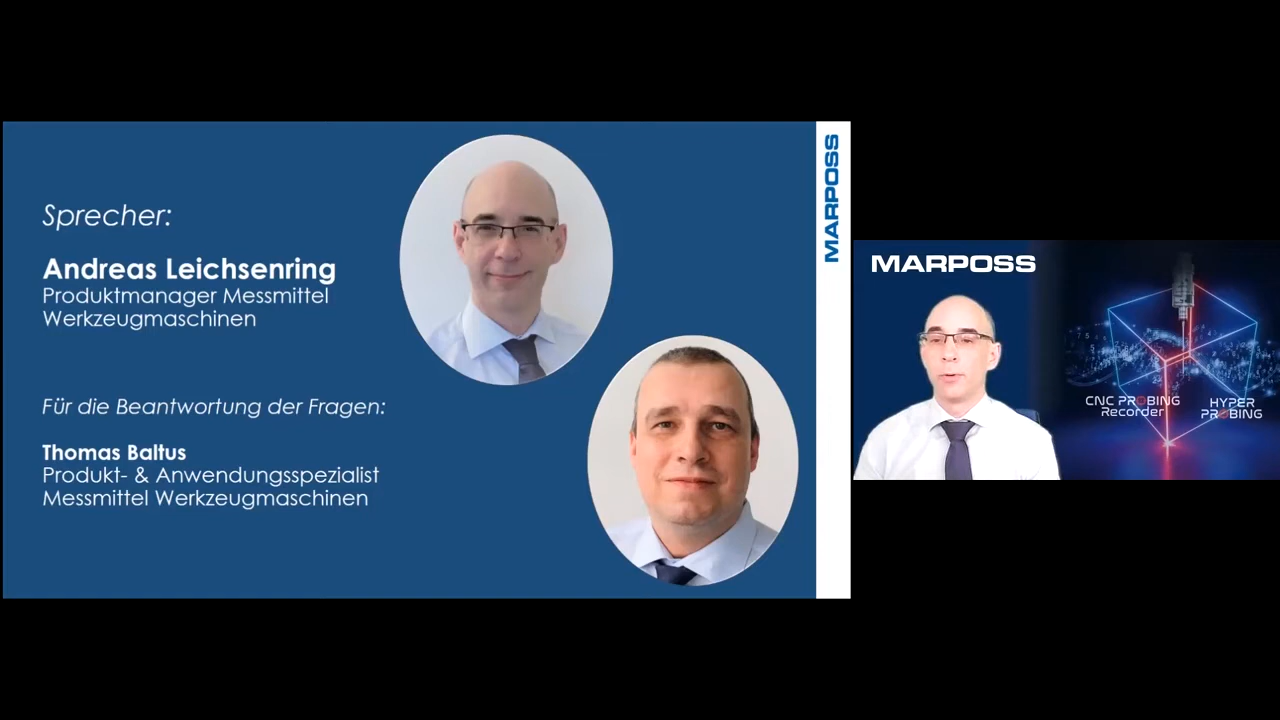 Sprecher:
Andreas Leichsenring
Produktmanager Messmittel
Werkzeugmaschinen
Für die Beantwortung der Fragen:
Thomas Baltus
Produkt- & Anwendungsspezialist
Messmittel Werkzeugmaschinen
MARPOSS
MARPOSS
CNC PROBING
Recorder
HYPER
PROBING